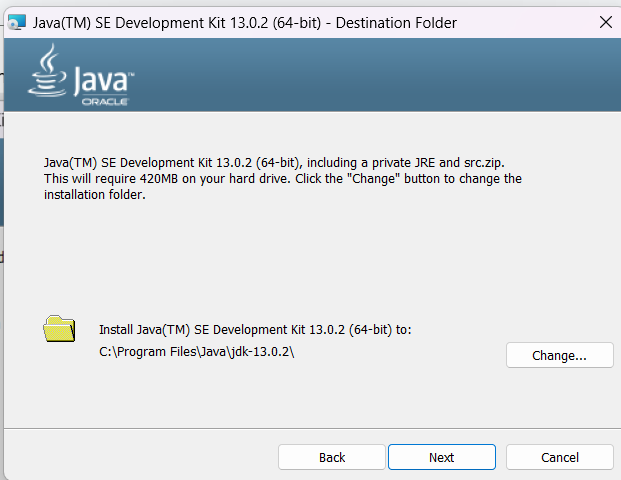 Java(TM) SE Development Kit 13.0.2 (64-bit) - Destination Folder
Java™
ORACLE
Java(TM) SE Development Kit 13.0.2 (64-bit), including a private JRE and src.zip.
This will require 420MB on your hard drive. Click the "Change" button to change the
installation folder.
Install Java(TM) SE Development Kit 13.0.2 (64-bit) to:
C:\Program Files\Java\jdk-13.0.2\
Change...
Back
Next
Cancel